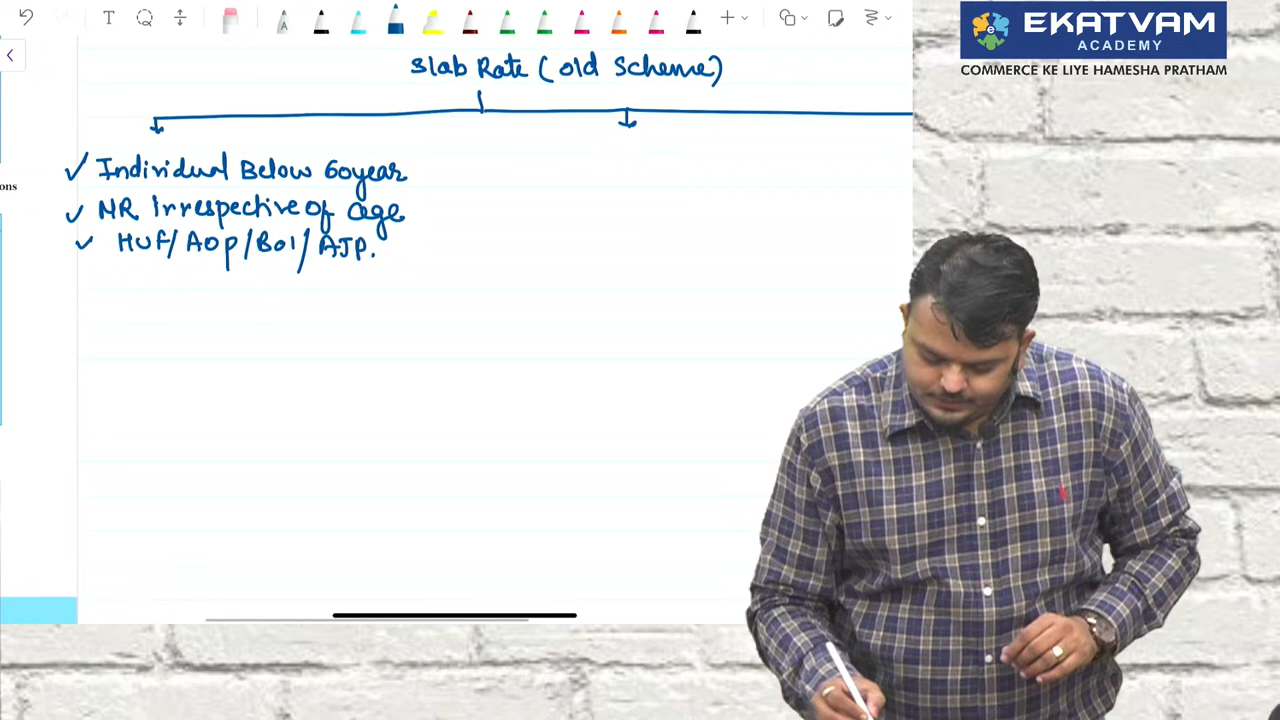 EKATVAM
ACADEMY
COMMERCE KE LIYE HAMESHA PRATHAM
Slab Rate (old Scheme)
ons
✓ Individual Below 60year
✓ NR Irrespective of age
✓ HUF/AOP/BOI/AJP.